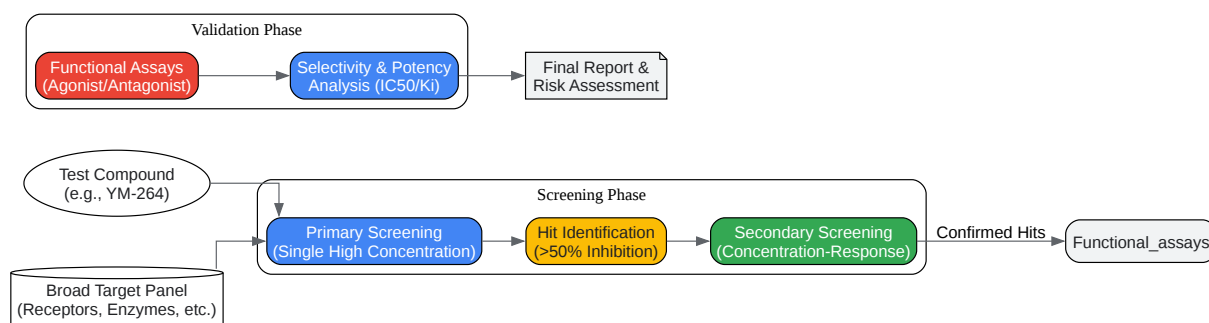 Validation Phase
Functional Assays
(Agonist/Antagonist)
Selectivity & Potency
Analysis (IC50/Ki)
Final Report &
Risk Assessment
Test Compound
(e.g., YM-264)
Screening Phase
Primary Screening
(Single High Concentration)
Hit Identification
(>50% Inhibition)
Secondary Screening
(Concentration-Response)
Confirmed Hits
Functional_assays
Broad Target Panel
(Receptors, Enzymes, etc.)